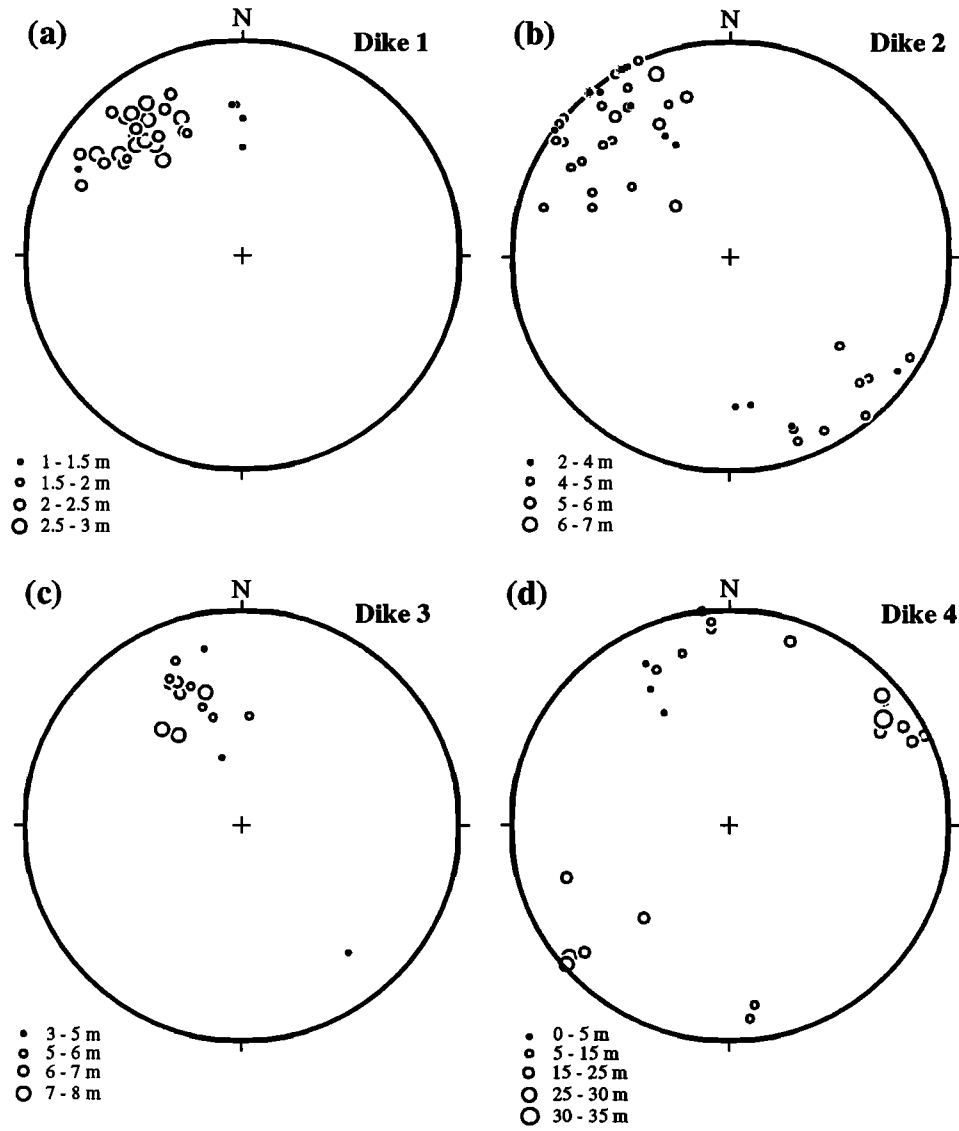 (a)
N
Dike 1
1 - 1.5 m
1.5 - 2 m
2 - 2.5 m
2.5 - 3 m
(b)
N
Dike 2
2 - 4 m
4 - 5 m
5 - 6 m
6 - 7 m
(c)
N
Dike 3
3 - 5 m
5 - 6 m
6 - 7 m
7 - 8 m
(d)
N
Dike 4
0 - 5 m
5 - 15 m
15 - 25 m
25 - 30 m
30 - 35 m